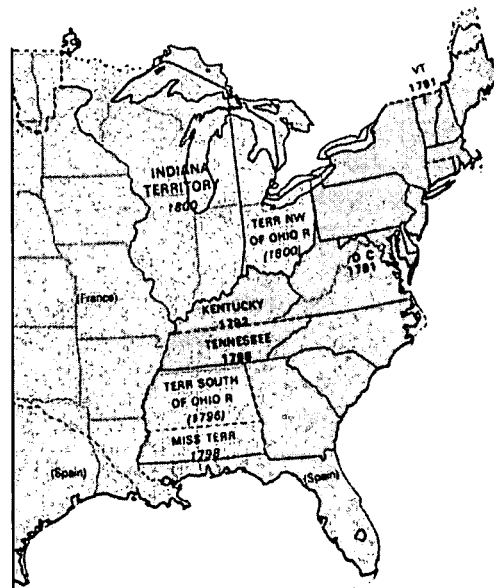 VT
1791
INDIANA
TERRITORY
1800
TERR NW
OF OHIO R
(1800)
D C
1791
(France)
KENTUCKY
1792
TENNESSEE
1796
TERR SOUTH
OF OHIO R
(1796)
MISS TERR
1798
(Spain)
(Spain)